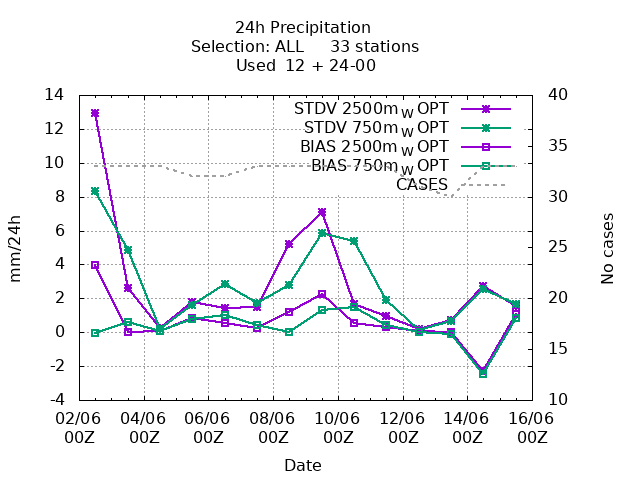 24h Precipitation
Selection: ALL 33 stations
Used 12 + 24-00
STDV 2500m w OPT
STDV 750m w OPT
BIAS 2500m w OPT
BIAS 750m w OPT
CASES
14
12
10
8
6
4
2
0
-2
-4
mm/24h
40
35
30
25
20
15
10
No cases
02/06 04/06 06/06 08/06 10/06 12/06 14/06 16/06
00Z 00Z 00Z 00Z 00Z 00Z 00Z 00Z
Date